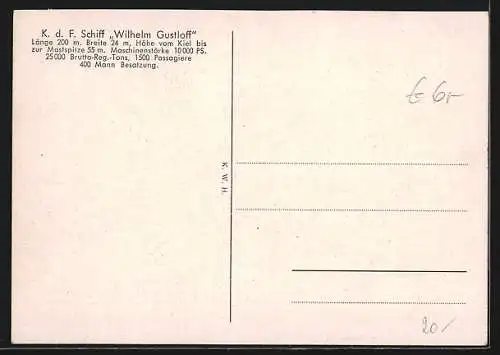 K. d. F. Schiff „Wilhelm Gustloff"
Länge 200 m. Breite 24 m, Höhe vom Kiel bis
zur Mastspitze 55 m. Maschinenstärke 10000 PS.
25000 Brutto-Reg.-Tons, 1500 Passagiere
400 Mann Besatzung.
€ 6,-
K. W. H.
20/